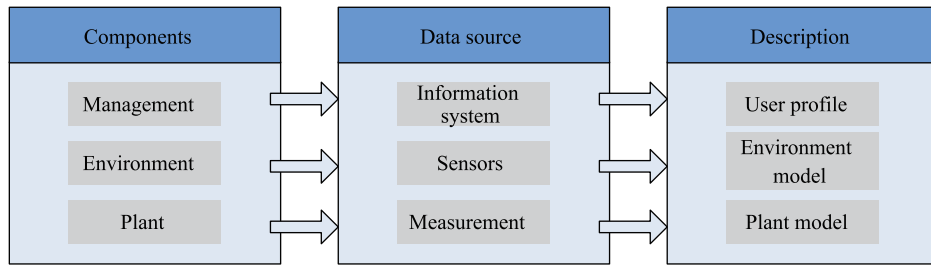 Components
Management
Environment
Plant
Data source
Information
system
Sensors
Measurement
Description
User profile
Environment
model
Plant model